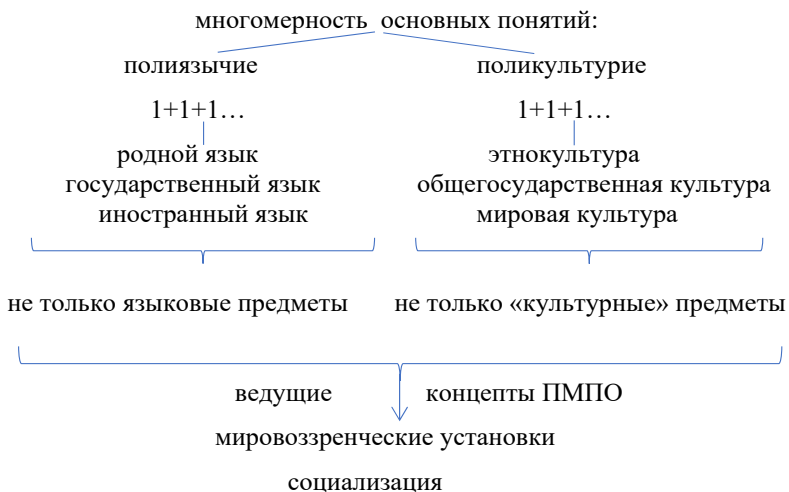 многомерность основных понятий:
полиязычие поликультурие
1+1+1… 1+1+1…
родной язык этнокультура
государственный язык общегосударственная культура
иностранный язык мировая культура
не только языковые предметы не только «культурные» предметы
ведущие концепты ПМПО
мировоззренческие установки
социализация